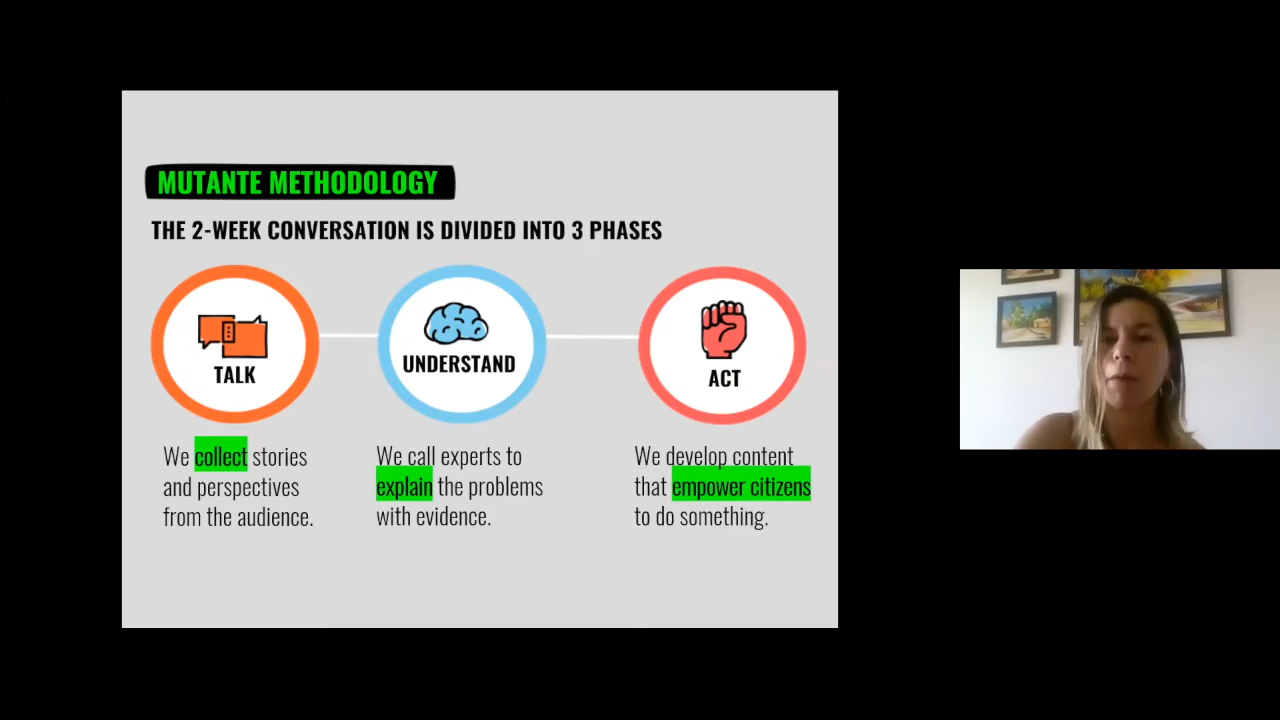 MUTANTE METHODOLOGY
THE 2-WEEK CONVERSATION IS DIVIDED INTO 3 PHASES
TALK
UNDERSTAND
ACT
We collect stories
and perspectives
from the audience.
We call experts to
explain the problems
with evidence.
We develop content
that empower citizens
to do something.